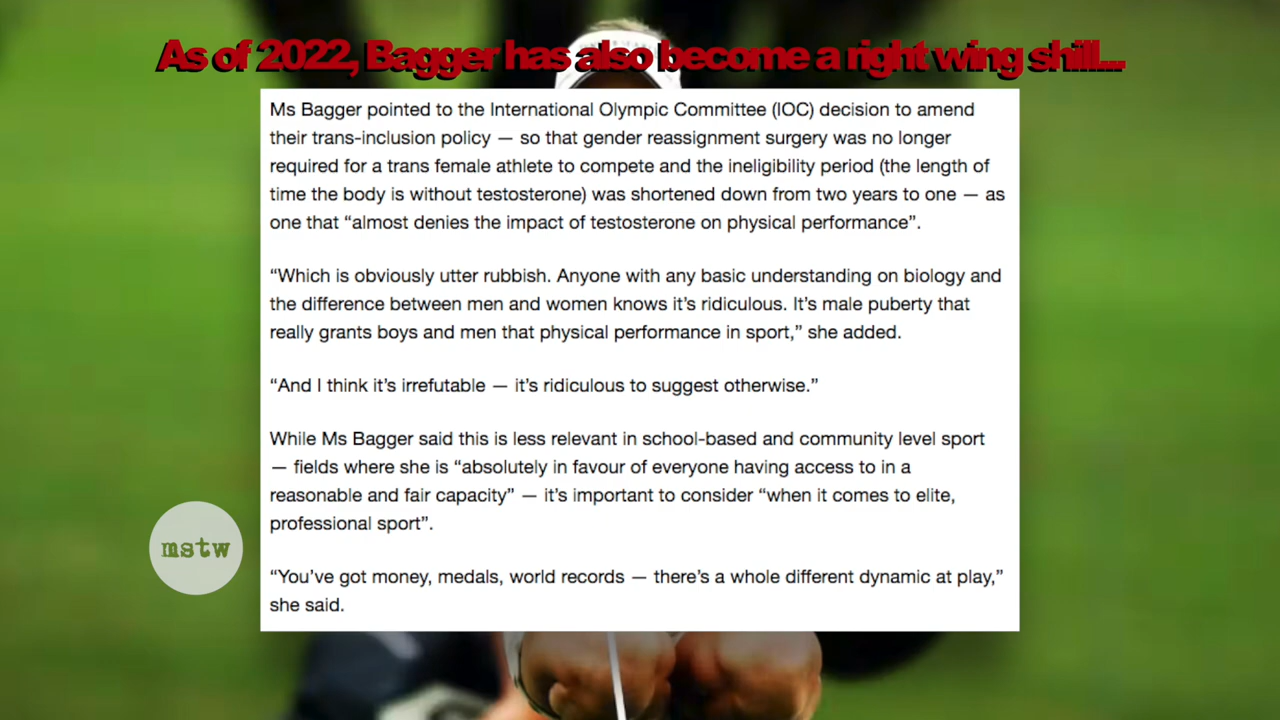 As of 2022, Bagger has also become a right wing shill...
Ms Bagger pointed to the International Olympic Committee (IOC) decision to amend
their trans-inclusion policy — so that gender reassignment surgery was no longer
required for a trans female athlete to compete and the ineligibility period (the length of
time the body is without testosterone) was shortened down from two years to one — as
one that “almost denies the impact of testosterone on physical performance”.
“Which is obviously utter rubbish. Anyone with any basic understanding on biology and
the difference between men and women knows it’s ridiculous. It’s male puberty that
really grants boys and men that physical performance in sport,” she added.
“And I think it’s irrefutable — it’s ridiculous to suggest otherwise.”
While Ms Bagger said this is less relevant in school-based and community level sport
— fields where she is “absolutely in favour of everyone having access to in a
reasonable and fair capacity” — it’s important to consider “when it comes to elite,
professional sport”.
mstw
“You’ve got money, medals, world records — there’s a whole different dynamic at play,”
she said.